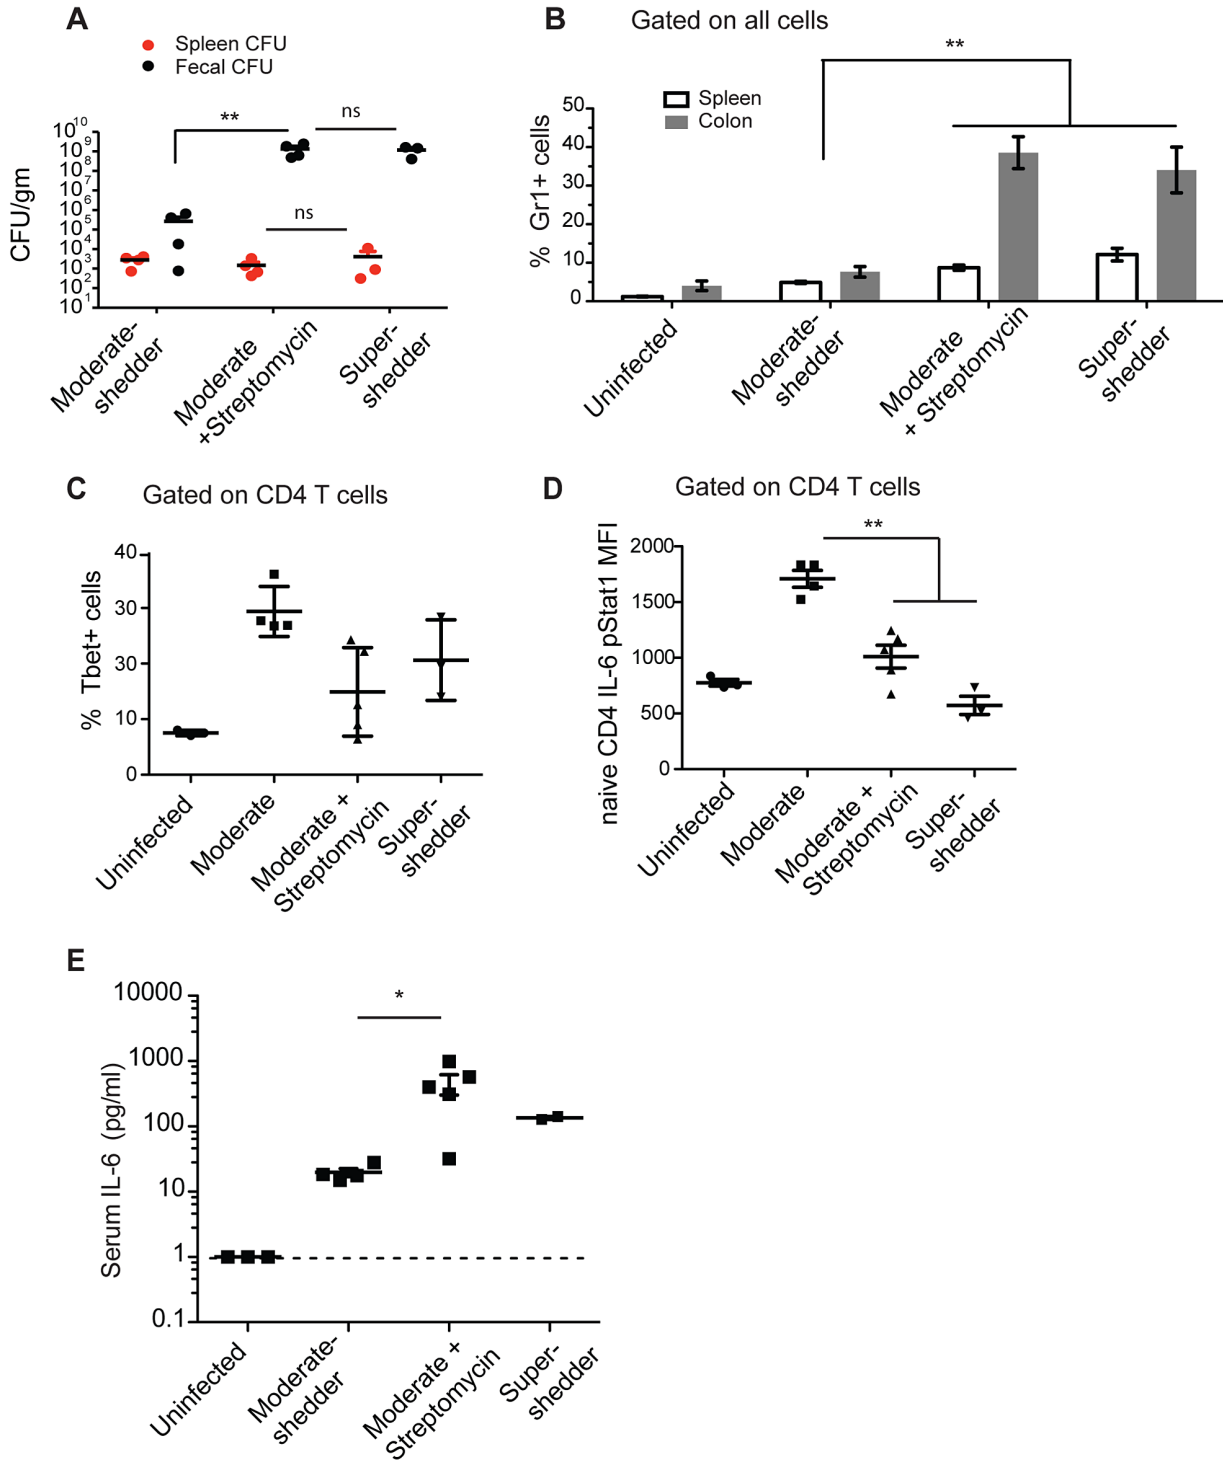 A
Spleen CFU
Fecal CFU
**
ns
ns
CFU/gm
10^10
10^9
10^8
10^7
10^6
10^5
10^4
10^3
10^2
10^1
Moderate-
shedder
Moderate
+Streptomycin
Super-
shedder
B
Gated on all cells
**
Spleen
Colon
% Gr1+ cells
50
40
30
20
10
0
Uninfected
Moderate-
shedder
Moderate
+ Streptomycin
Super-
shedder
C
Gated on CD4 T cells
% Tbet+ cells
40
30
30
10
0
Uninfected
Moderate
Moderate +
Streptomycin
Super-
shedder
D
Gated on CD4 T cells
**
naive CD4 IL-6 pStat1 MFI
2000
1500
1000
500
0
Uninfected
Moderate
Moderate +
Streptomycin
Super-
shedder
E
*
Serum IL-6 (pg/ml)
10000
1000
100
10
1
0.1
Uninfected
Moderate-
shedder
Moderate +
Streptomycin
Super-
shedder